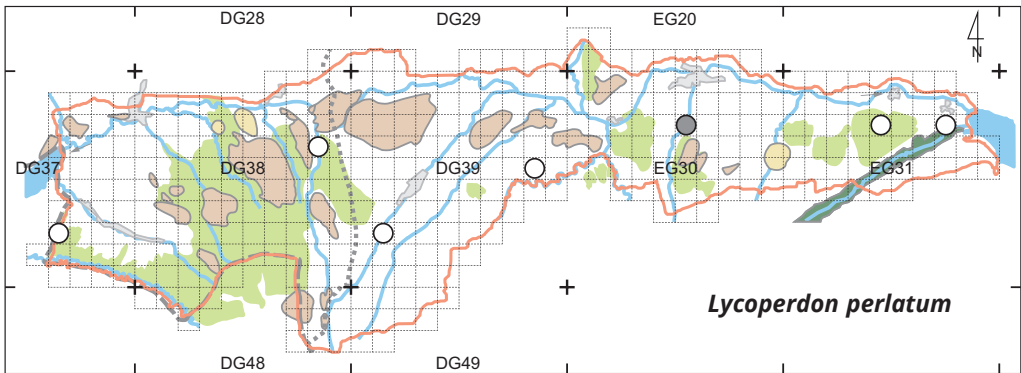 DG28 DG29 EG20
N
DG37 DG38 DG39 EG30 EG31
Lycoperdon perlatum
DG48 DG49